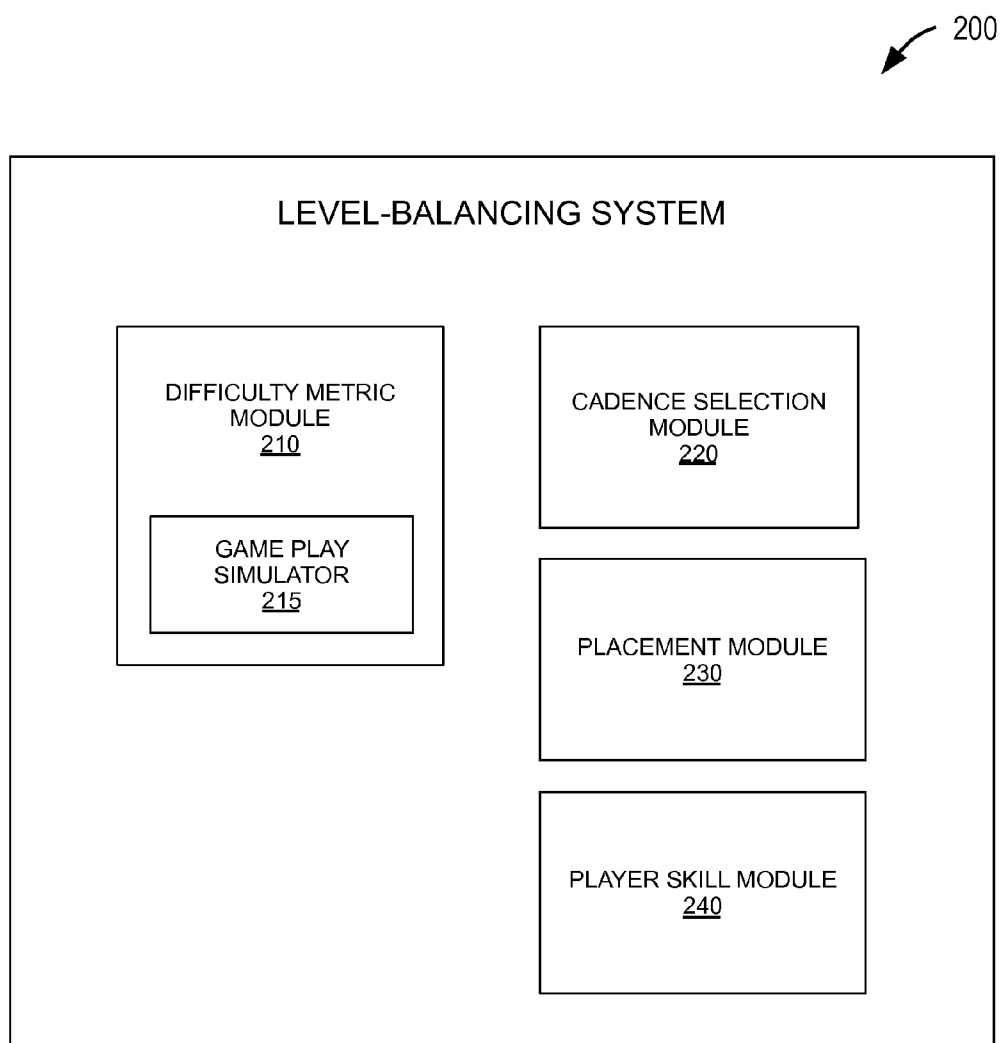 200
LEVEL-BALANCING SYSTEM
DIFFICULTY METRIC
MODULE
210
GAME PLAY
SIMULATOR
215
CADENCE SELECTION
MODULE
220
PLACEMENT MODULE
230
PLAYER SKILL MODULE
240